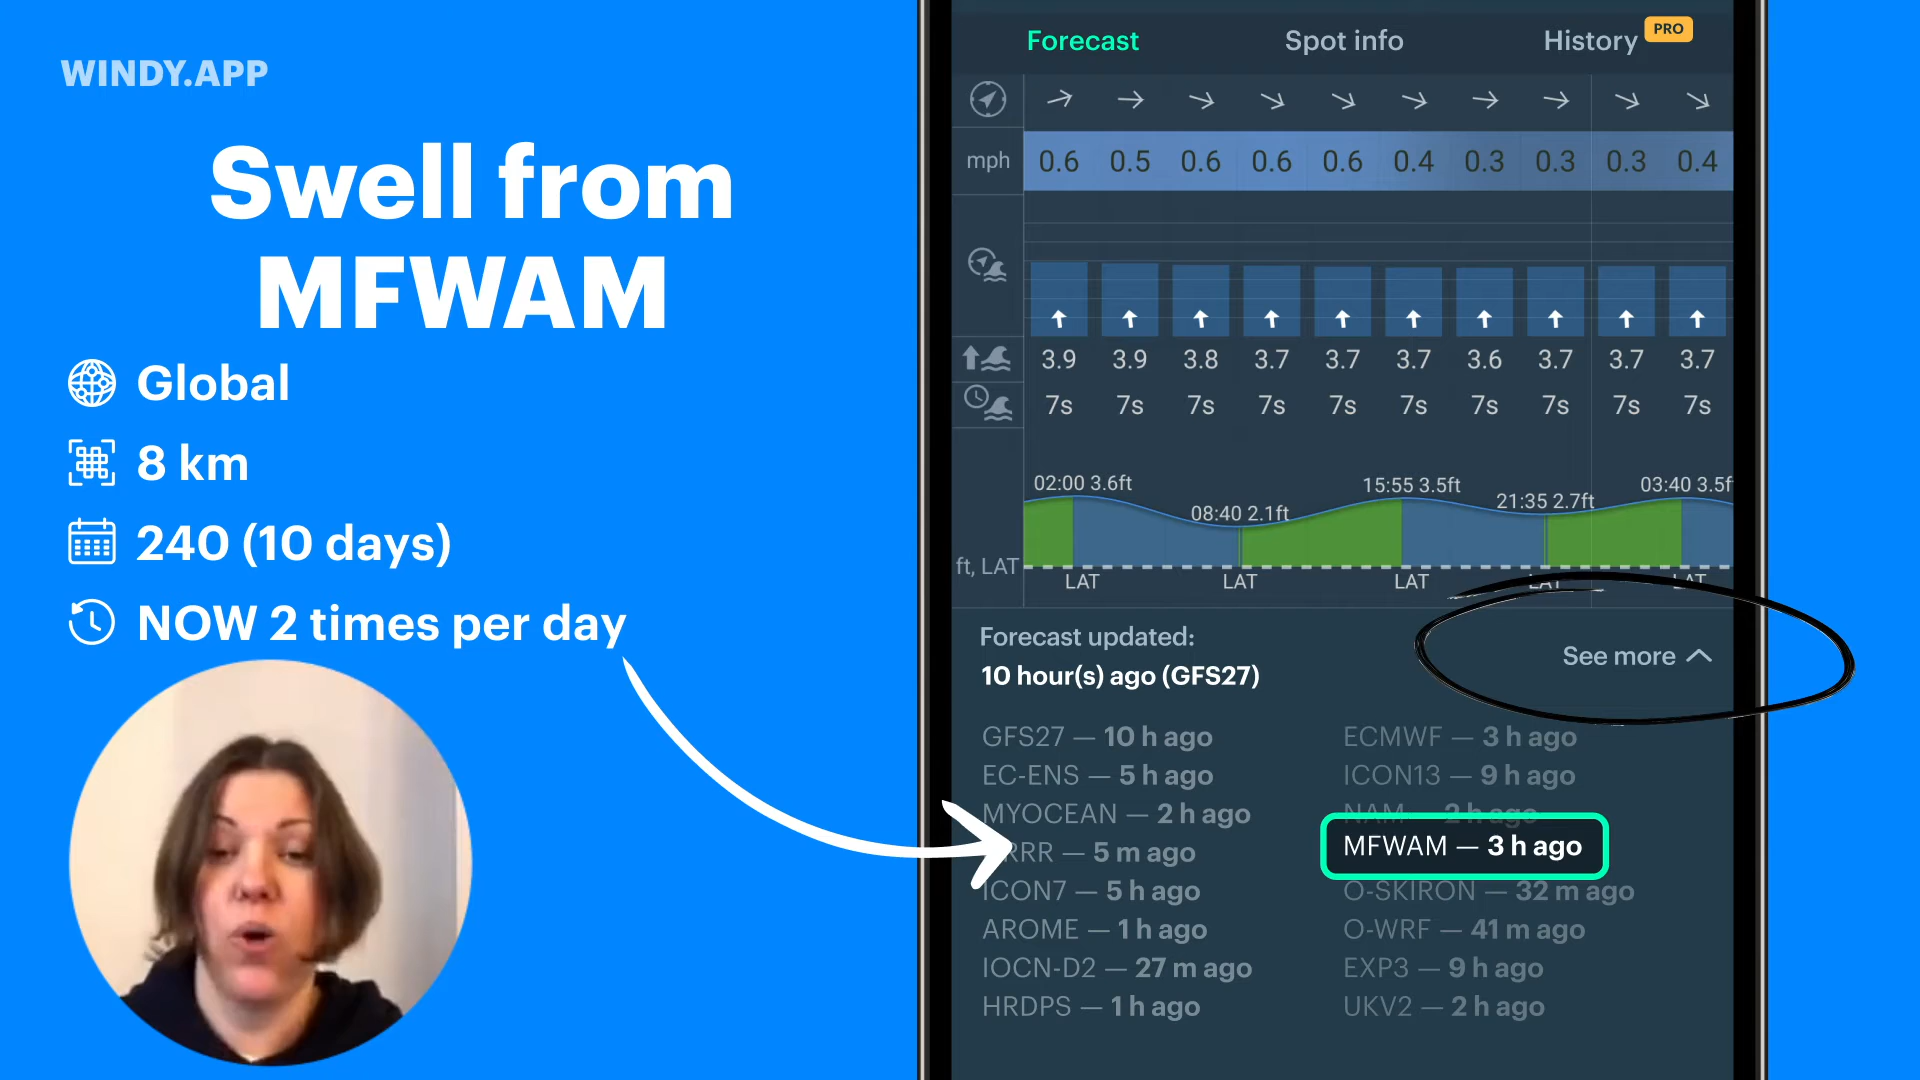 WINDY.APP
Swell from
MFWAM
Global
8 km
240 (10 days)
NOW 2 times per day
Forecast Spot info History PRO
mph 0.6 0.5 0.6 0.6 0.6 0.4 0.3 0.3 0.3 0.4
3.9 3.9 3.8 3.7 3.7 3.7 3.6 3.7 3.7 3.7
7s 7s 7s 7s 7s 7s 7s 7s 7s 7s
02:00 3.6ft 08:40 2.1ft 15:55 3.5ft 21:35 2.7ft 03:40 3.5f
ft, LAT
LAT LAT LAT LAT LAT
Forecast updated:
10 hour(s) ago (GFS27)
See more
GFS27 — 10 h ago
EC-ENS — 5 h ago
MYOCEAN — 2 h ago
RRR — 5 m ago
ICON7 — 5 h ago
AROME — 1 h ago
IOCN-D2 — 27 m ago
HRDPS — 1 h ago
ECMWF — 3 h ago
ICON13 — 9 h ago
NAM — 2 h ago
MFWAM — 3 h ago
O-SKIRON — 32 m ago
O-WRF — 41 m ago
EXP3 — 9 h ago
UKV2 — 2 h ago